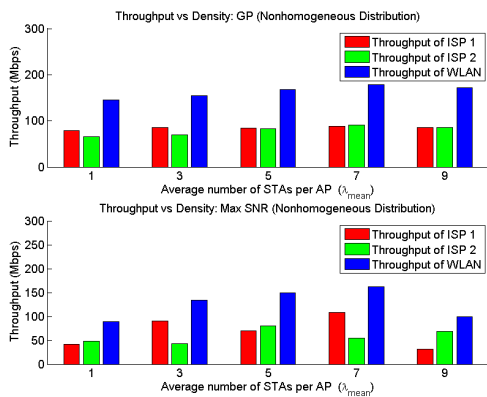 Throughput vs Density: GP (Nonhomogeneous Distribution)
Throughput (Mbps)
300
200
100
0
Throughput of ISP 1
Throughput of ISP 2
Throughput of WLAN
1 3 5 7 9
Average number of STAs per AP (λmean)
Throughput vs Density: Max SNR (Nonhomogeneous Distribution)
Throughput (Mbps)
300
250
200
150
100
50
0
Throughput of ISP 1
Throughput of ISP 2
Throughput of WLAN
1 3 5 7 9
Average number of STAs per AP (λmean)